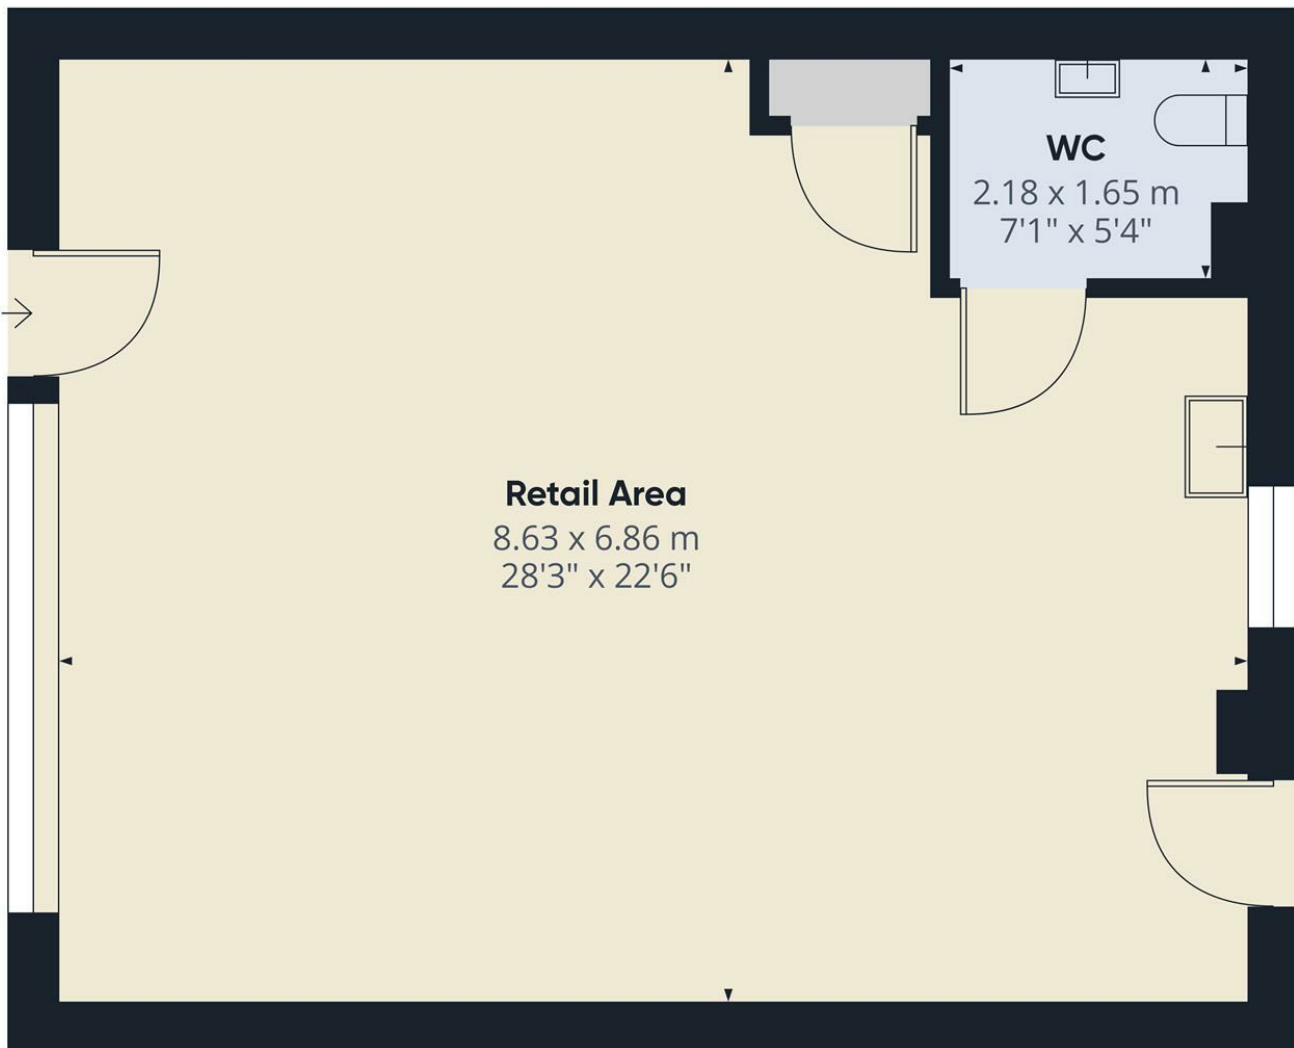 WC
2.18 x 1.65 m
7'1" x 5'4"
Retail Area
8.63 x 6.86 m
28'3" x 22'6"